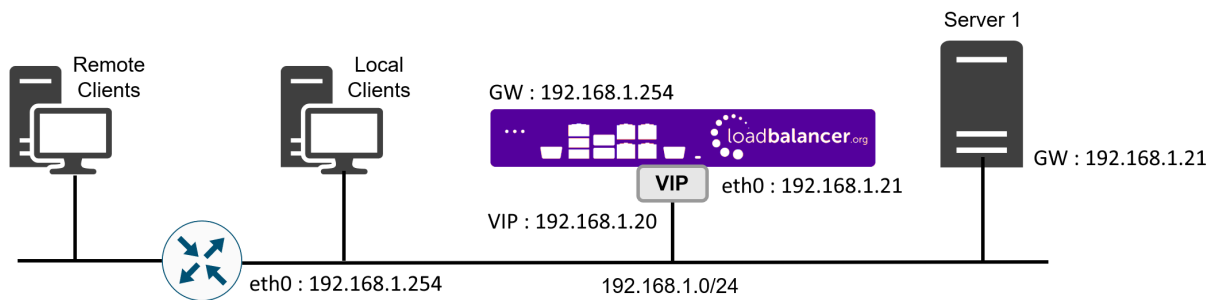 Remote
Clients
Local
Clients
GW : 192.168.1.254
loadbalancer.org
VIP
eth0 : 192.168.1.21
VIP : 192.168.1.20
Server 1
GW : 192.168.1.21
eth0 : 192.168.1.254
192.168.1.0/24